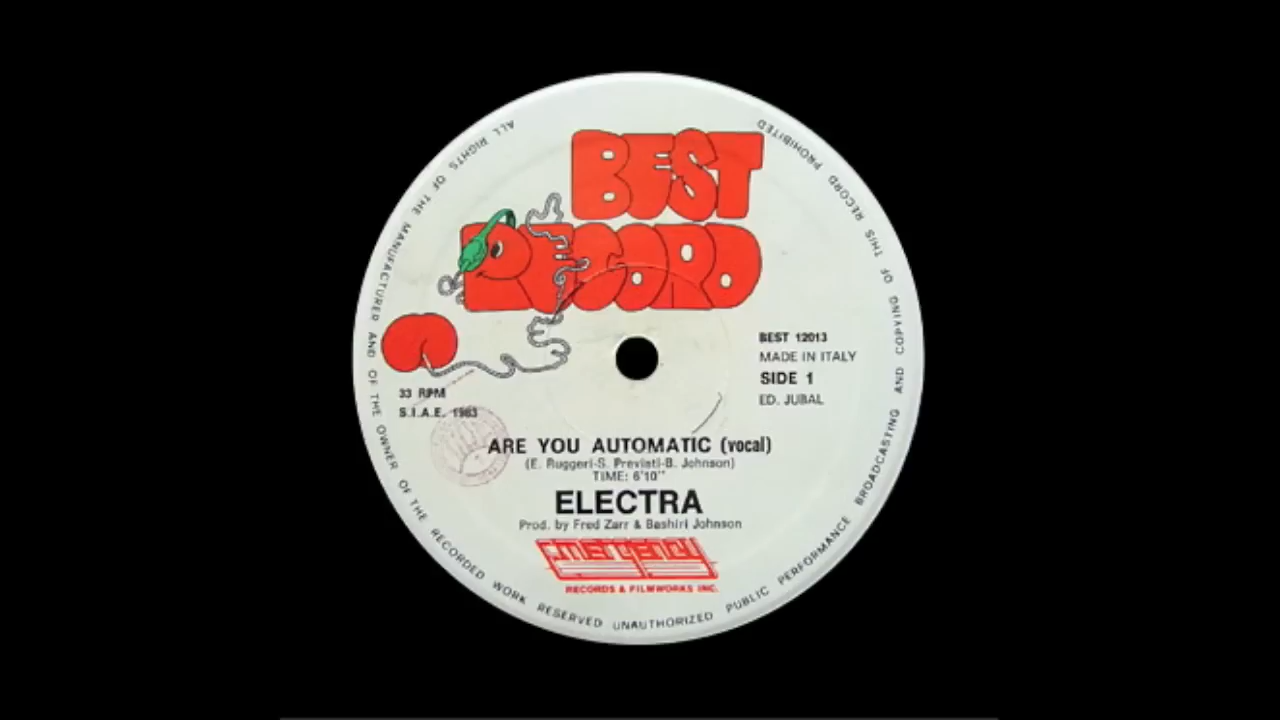 BEST
RECORD
ALL RIGHTS OF THE MANUFACTURER AND OF THE OWNER OF THE RECORDED WORK RESERVED UNAUTHORIZED PUBLIC PERFORMANCE BROADCASTING AND COPYING OF THIS RECORD PROHIBITED
BEST 12013
MADE IN ITALY
SIDE 1
ED. JUBAL
33 RPM
S.I.A.E. 1983
ARE YOU AUTOMATIC (vocal)
(E. Ruggeri-S. Previsti-B. Johnson)
TIME: 6'10"
ELECTRA
Prod. by Fred Zarr & Bashiri Johnson
emergency
RECORDS & FILMWORKS INC.